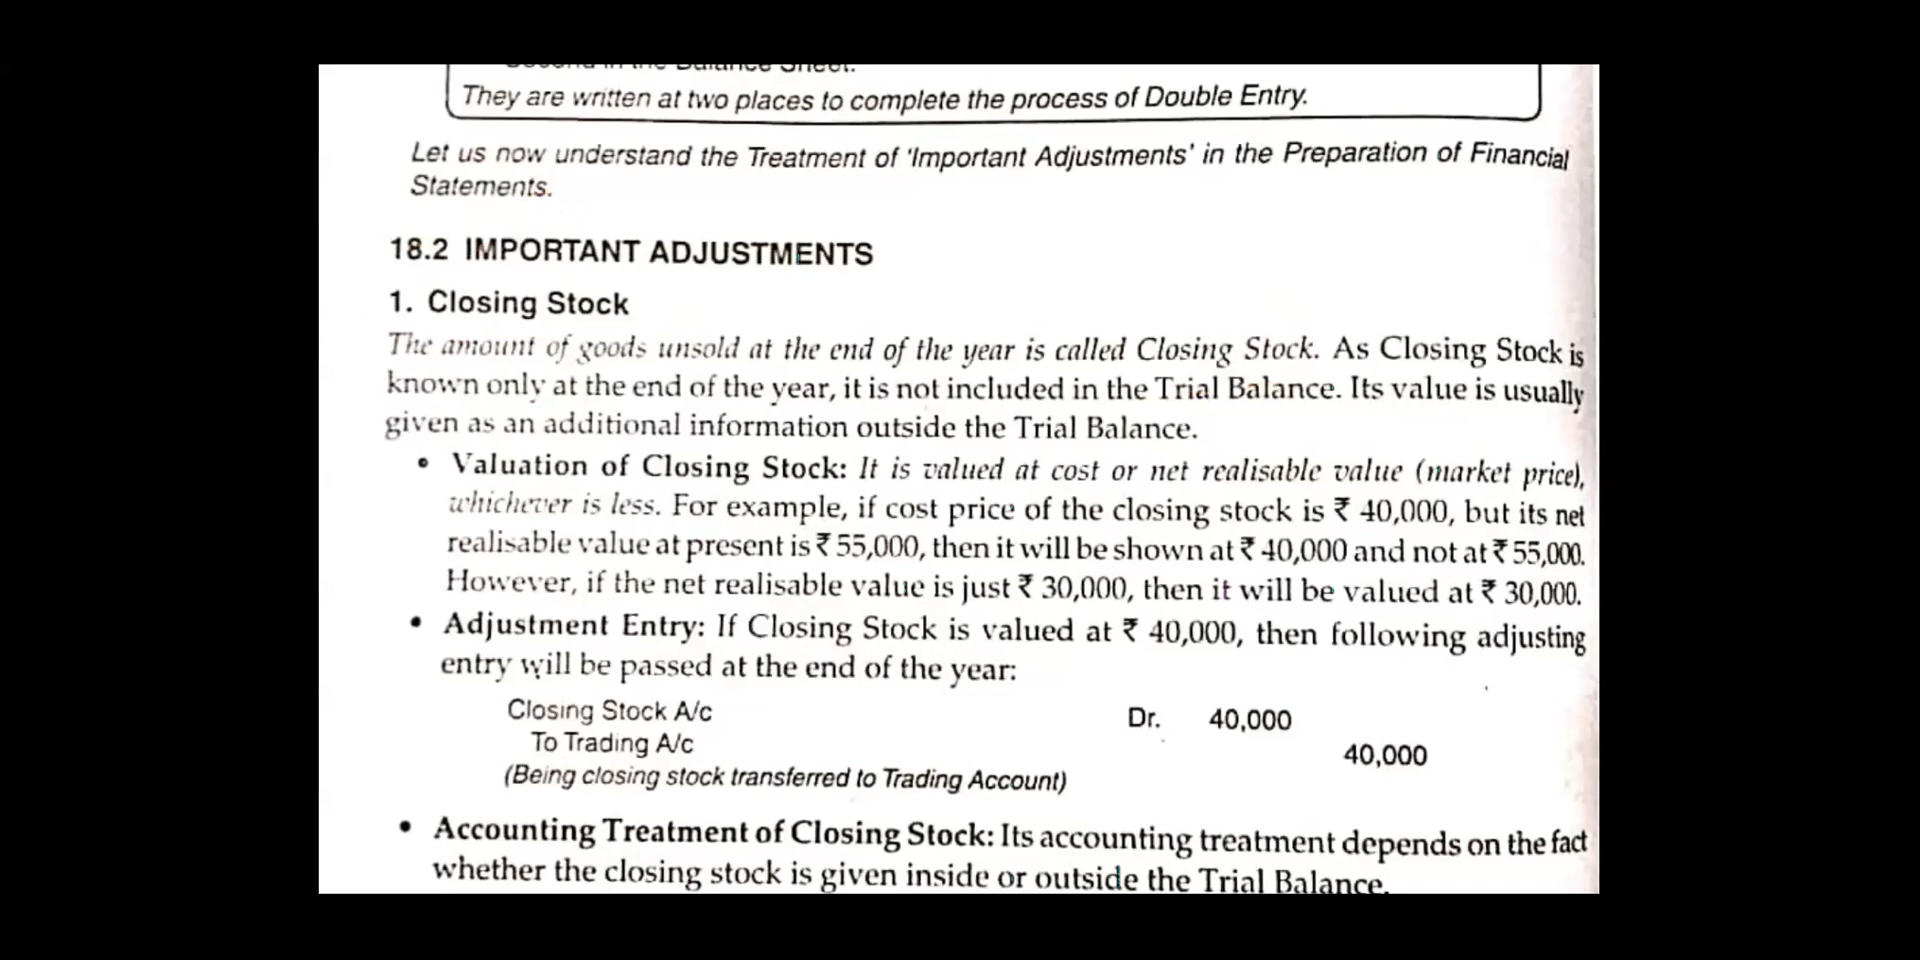 They are written at two places to complete the process of Double Entry.
Let us now understand the Treatment of 'Important Adjustments' in the Preparation of Financial
Statements.
18.2 IMPORTANT ADJUSTMENTS
1. Closing Stock
The amount of goods unsold at the end of the year is called Closing Stock. As Closing Stock is
known only at the end of the year, it is not included in the Trial Balance. Its value is usually
given as an additional information outside the Trial Balance.
• Valuation of Closing Stock: It is valued at cost or net realisable value (market price),
whichever is less. For example, if cost price of the closing stock is ₹ 40,000, but its net
realisable value at present is ₹ 55,000, then it will be shown at ₹ 40,000 and not at ₹ 55,000.
However, if the net realisable value is just ₹ 30,000, then it will be valued at ₹ 30,000.
• Adjustment Entry: If Closing Stock is valued at ₹ 40,000, then following adjusting
entry will be passed at the end of the year:
Closing Stock A/c Dr. 40,000
To Trading A/c 40,000
(Being closing stock transferred to Trading Account)
• Accounting Treatment of Closing Stock: Its accounting treatment depends on the fact
whether the closing stock is given inside or outside the Trial Balance.